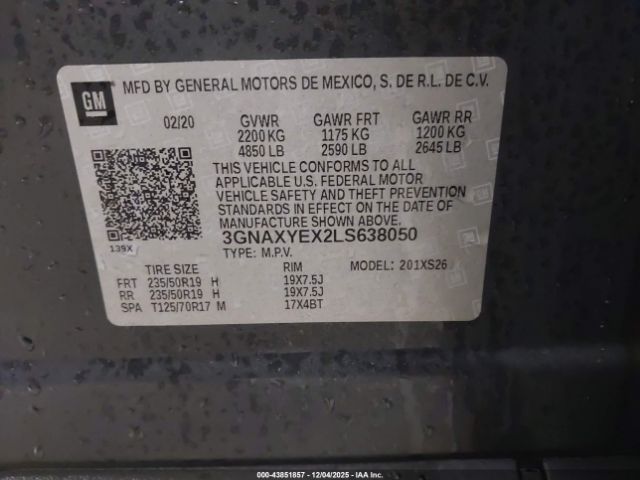 GM
MFD BY GENERAL MOTORS DE MEXICO, S. DE R.L. DE C.V.
02/20 GVWR GAWR FRT GAWR RR
2200 KG 1175 KG 1200 KG
4850 LB 2590 LB 2645 LB
THIS VEHICLE CONFORMS TO ALL
APPLICABLE U.S. FEDERAL MOTOR
VEHICLE SAFETY AND THEFT PREVENTION
STANDARDS IN EFFECT ON THE DATE OF
MANUFACTURE SHOWN ABOVE.
139X 3GNAXYEX2LS638050
TYPE: M.P.V.
TIRE SIZE RIM MODEL: 201XS26
FRT 235/50R19 H 19X7.5J
RR 235/50R19 H 19X7.5J
SPA T125/70R17 M 17X4BT
000-43851857 - 12/04/2025 - IAA Inc. Copyright